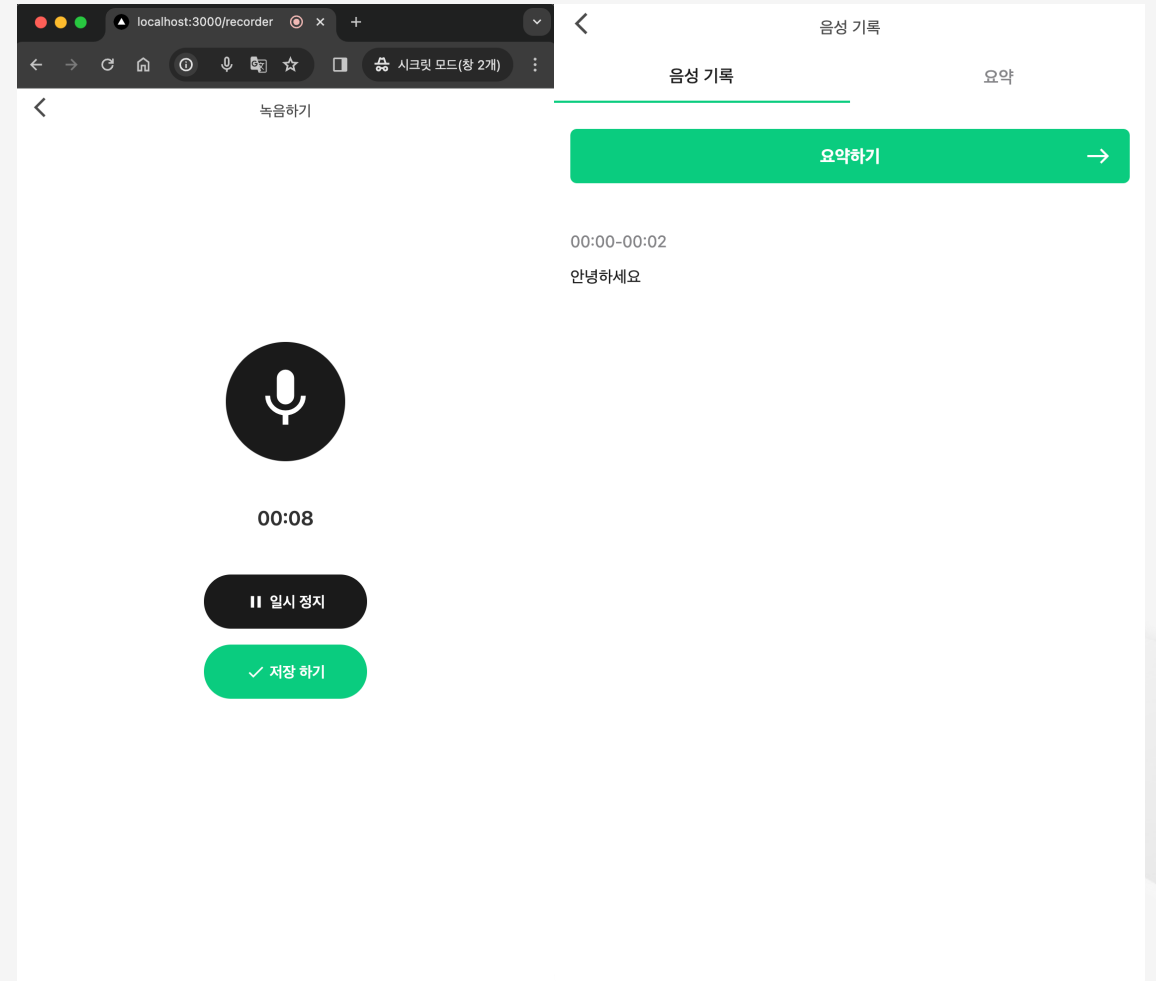 localhost:3000/recorder
시크릿 모드(창 2개)
녹음하기
00:08
일시 정지
저장 하기
음성 기록
음성 기록
요약
요약하기
00:00-00:02
안녕하세요